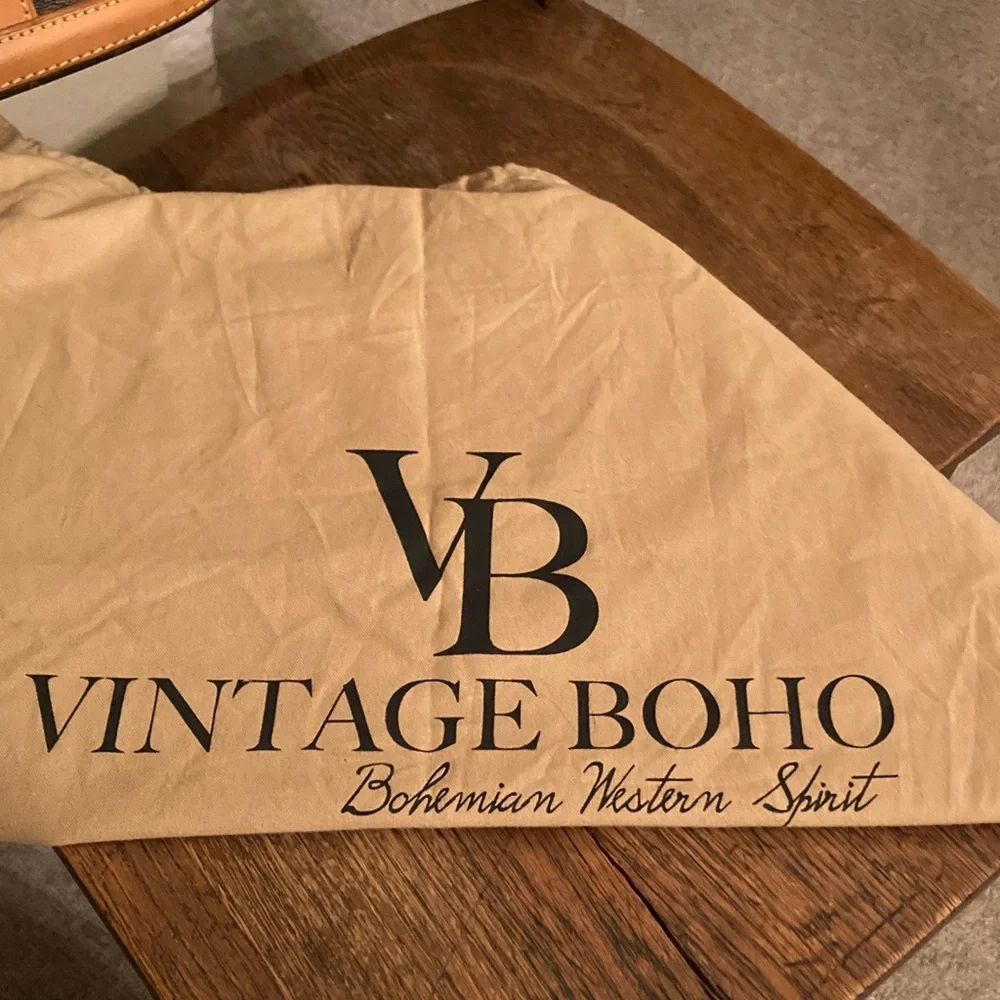 VB
VINTAGE BOHO
Bohemian Western Spirit